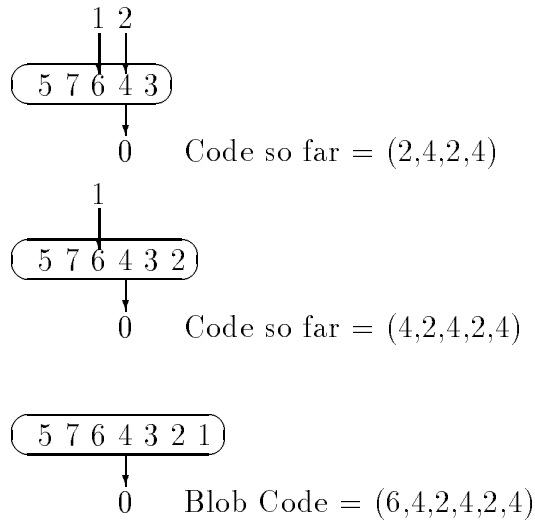 1 2
5 7 6 4 3
0 Code so far = (2,4,2,4)
1
5 7 6 4 3 2
0 Code so far = (4,2,4,2,4)
5 7 6 4 3 2 1
0 Blob Code = (6,4,2,4,2,4)